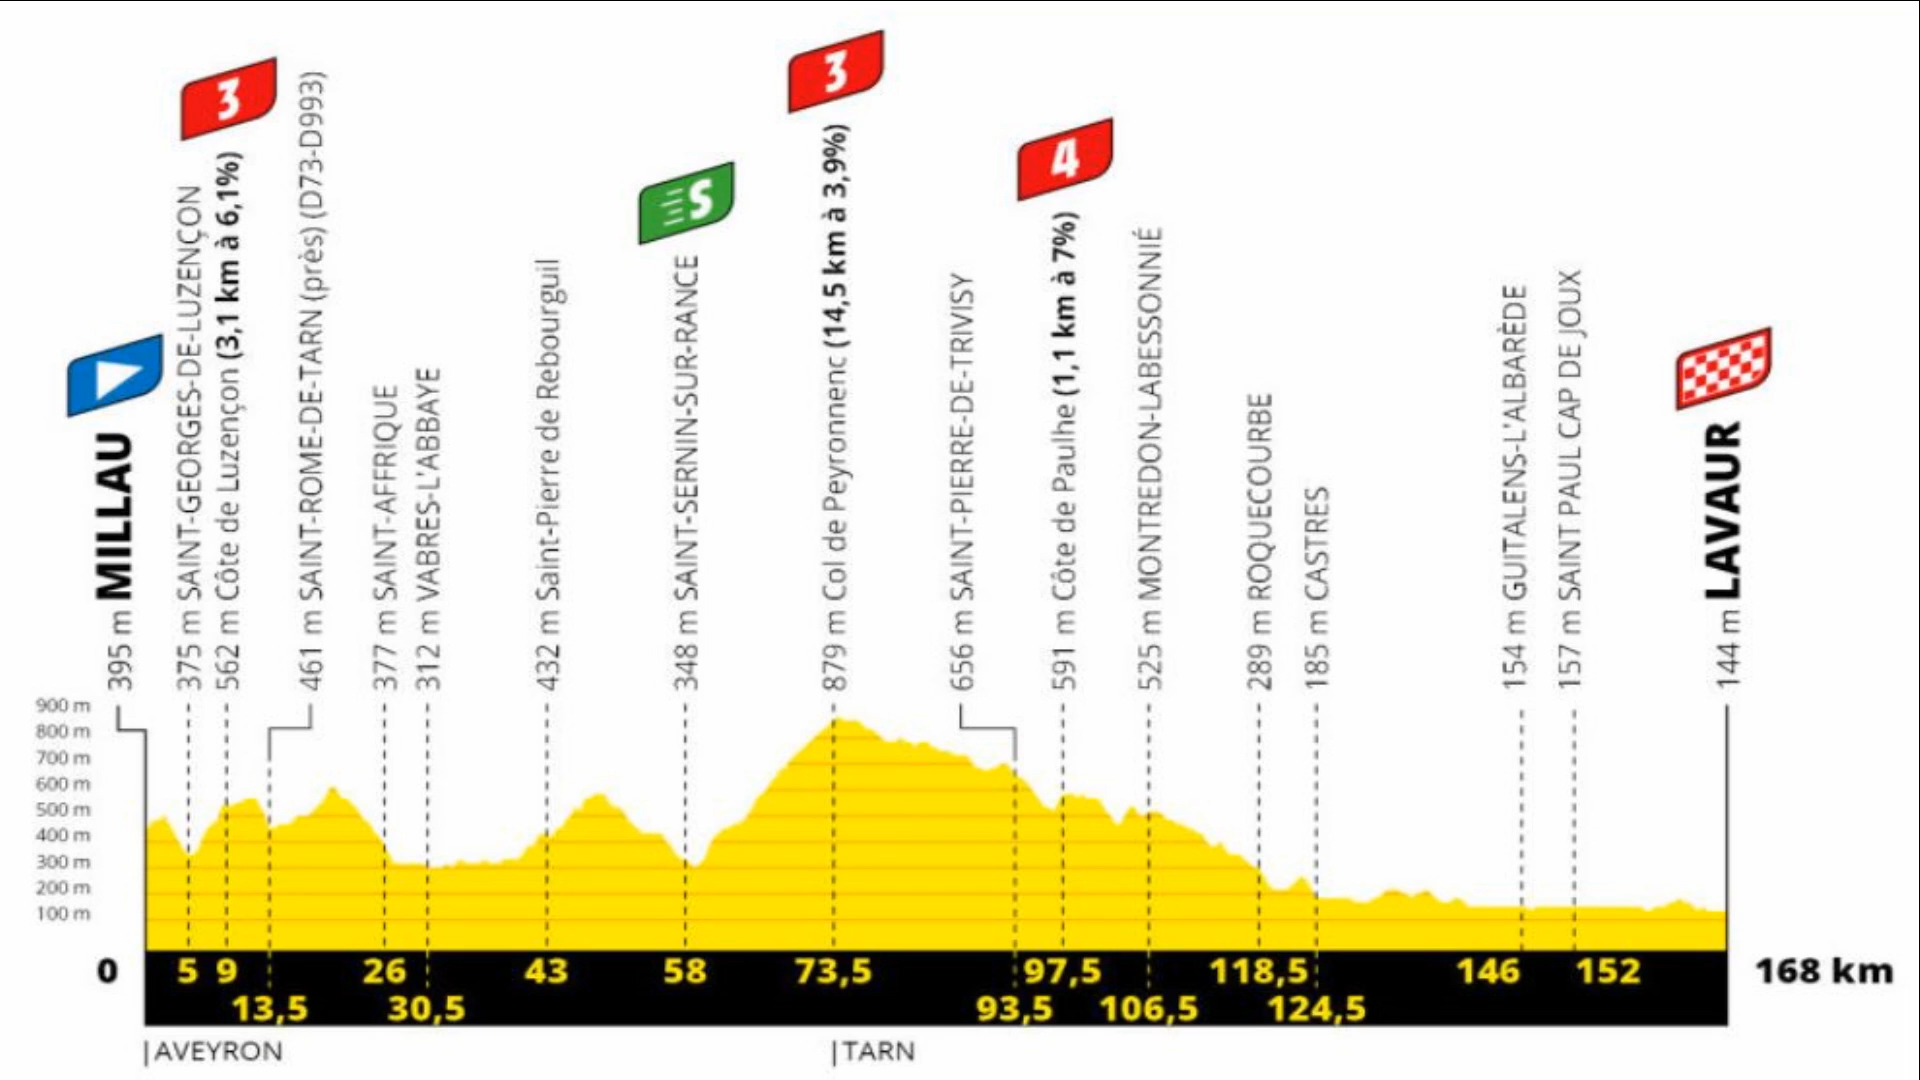 3
3
4
S
395 m MILLAU
375 m SAINT-GEORGES-DE-LUZENÇON
562 m Côte de Luzençon (3,1 km à 6,1%)
461 m SAINT-ROME-DE-TARN (près) (D73-D993)
377 m SAINT-AFFRIQUE
312 m VABRES-L'ABBAYE
432 m Saint-Pierre de Rebourguil
348 m SAINT-SERNIN-SUR-RANCE
879 m Col de Peyronnenc (14,5 km à 3,9%)
656 m SAINT-PIERRE-DE-TRIVISY
591 m Côte de Paulhe (1,1 km à 7%)
525 m MONTREDON-LABESSONNIÉ
289 m ROQUECOURBE
185 m CASTRES
154 m GUITALENS-L'ALBARÈDE
157 m SAINT PAUL CAP DE JOUX
144 m LAVAUR
900 m
800 m
700 m
600 m
500 m
400 m
300 m
200 m
100 m
0 5 9 26 43 58 73,5 97,5 118,5 146 152 168 km
13,5 30,5 93,5 106,5 124,5
|AVEYRON |TARN